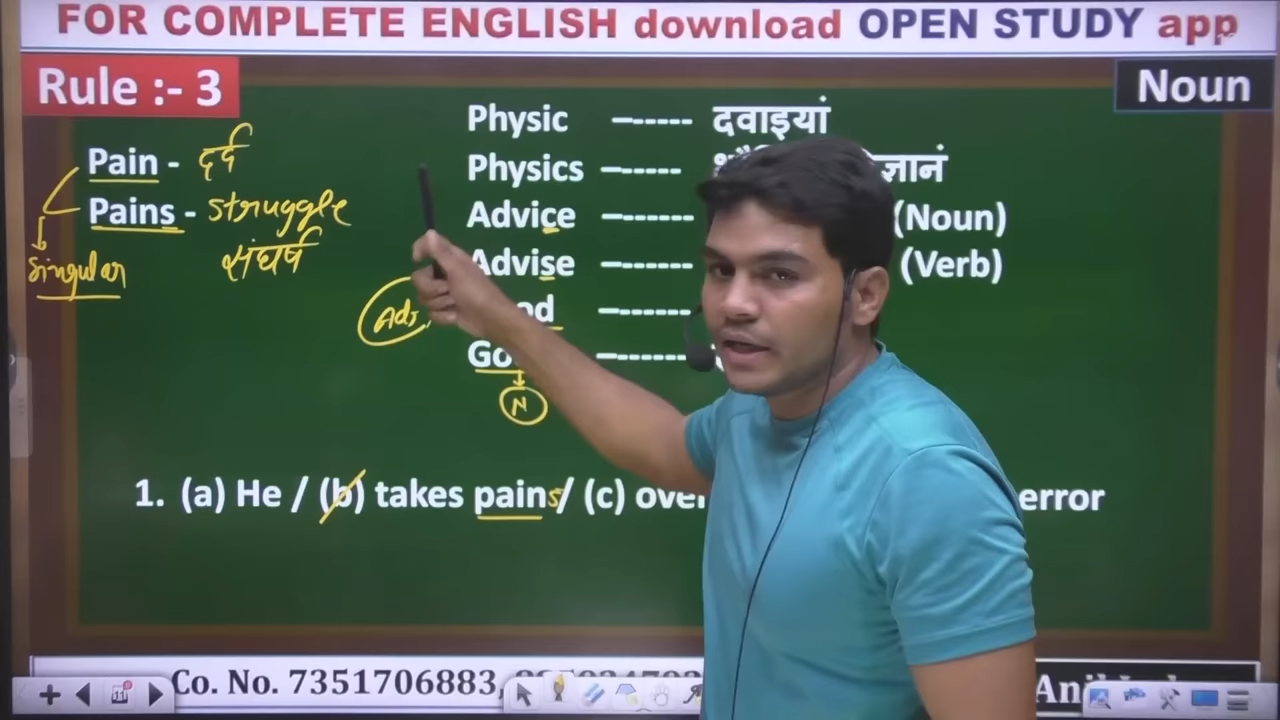 FOR COMPLETE ENGLISH download OPEN STUDY app
Rule :- 3
Noun
Pain - दर्द
Pains - struggle
संघर्ष
singular
Physic ------ दवाइयां
Physics ------
Advice ------ (Noun)
Advise ------ (Verb)
Adj.
N
1. (a) He / (b) takes pains / (c) over error
Co. No. 7351706883,